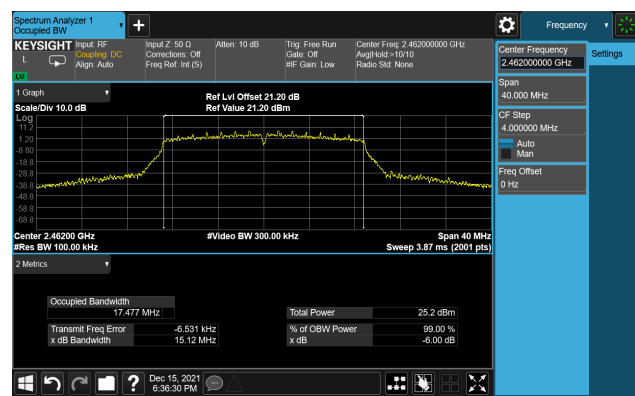 Spectrum Analyzer 1
Occupied BW
Frequency
KEYSIGHT
L
LXI
Input: RF
Coupling: DC
Align: Auto
Input Z: 50 Ω
Corrections: Off
Freq Ref: Int (S)
Atten: 10 dB
Trig: Free Run
Gate: Off
#IF Gain: Low
Center Freq: 2.462000000 GHz
Avg|Hold:>10/10
Radio Std: None
Center Frequency
2.462000000 GHz
Settings
Span
40.000 MHz
CF Step
4.000000 MHz
Auto
Man
Freq Offset
0 Hz
1 Graph
Scale/Div 10.0 dB
Ref Lvl Offset 21.20 dB
Ref Value 21.20 dBm
Log
11.2
1.20
-8.80
-18.8
-28.8
-38.8
-48.8
-58.8
-68.8
Center 2.46200 GHz
#Video BW 300.00 kHz
Span 40 MHz
#Res BW 100.00 kHz
Sweep 3.87 ms (2001 pts)
2 Metrics
Occupied Bandwidth
17.477 MHz
Total Power 25.2 dBm
Transmit Freq Error -6.531 kHz
% of OBW Power 99.00 %
x dB Bandwidth 15.12 MHz
x dB -6.00 dB
?
Dec 15, 2021
6:36:30 PM